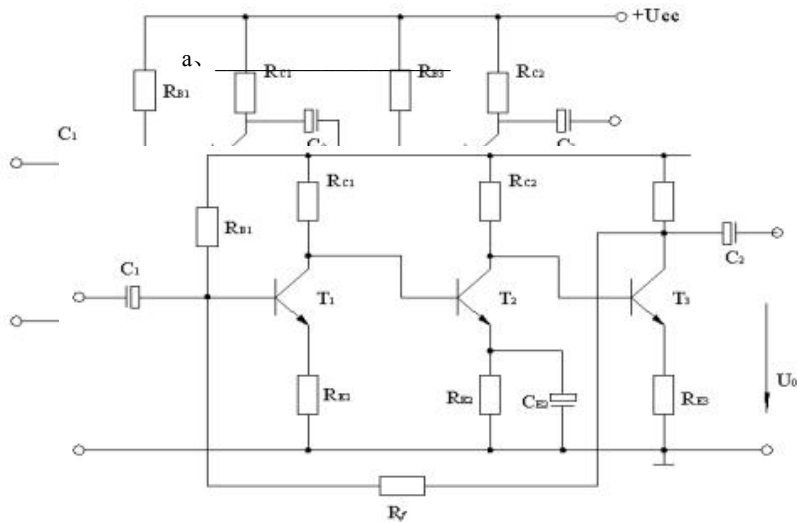 +Ucc
a、
RC1 RB3 RC2
RB1
C1
RC1 RC2
RB1
C1 C2
T1 T2 T3
U0
RE1 RE2 CE2 RE3
Rf